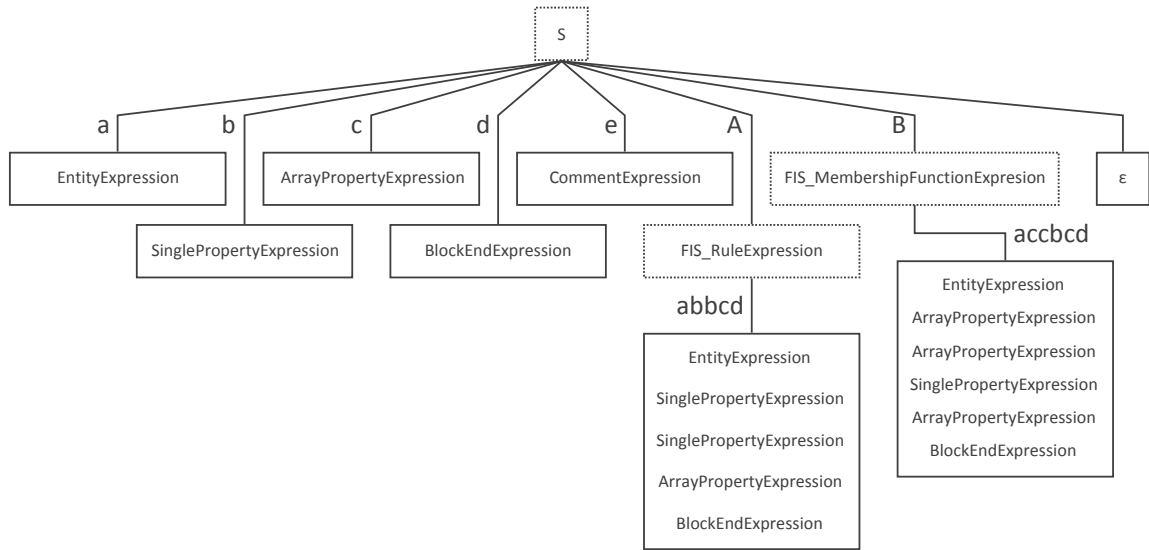 S
a
b
c
d
e
A
B
EntityExpression
ArrayPropertyExpression
CommentExpression
FIS_MembershipFunctionExpresion
ε
SinglePropertyExpression
BlockEndExpression
FIS_RuleExpression
accbcd
abbcd
EntityExpression
SinglePropertyExpression
SinglePropertyExpression
ArrayPropertyExpression
BlockEndExpression
EntityExpression
ArrayPropertyExpression
ArrayPropertyExpression
SinglePropertyExpression
ArrayPropertyExpression
BlockEndExpression